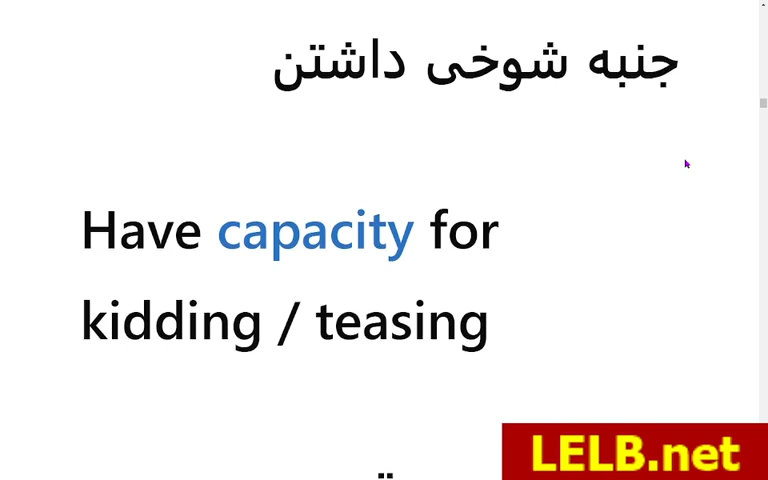 جنبه شوخی داشتن
Have capacity for
kidding / teasing
LELB.net